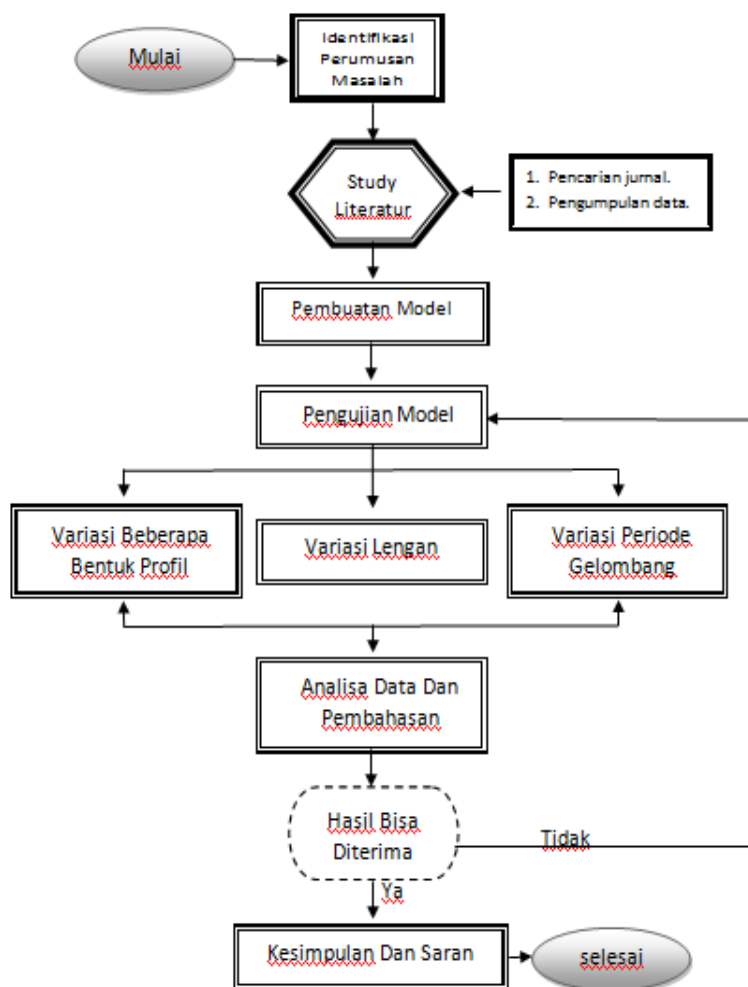 Mulai
Identifikasi
Perumusan
Masalah
Study
Literatur
1. Pencarian jurnal.
2. Pengumpulan data.
Pembuatan Model
Pengujian Model
Variasi Beberapa
Bentuk Profil
Variasi Lengan
Variasi Periode
Gelombang
Analisa Data Dan
Pembahasan
Hasil Bisa
Diterima
Tidak
Ya
Kesimpulan Dan Saran
selesai